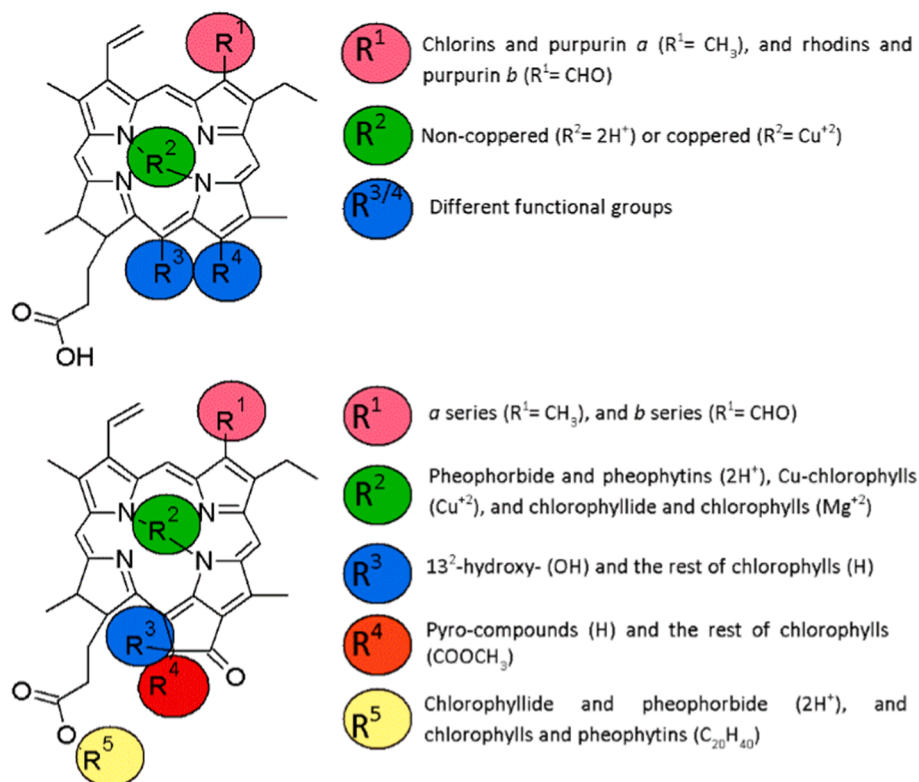 R¹
R¹ Chlorins and purpurin a (R¹= CH₃), and rhodins and
purpurin b (R¹= CHO)
N N
R² R² Non-coppered (R²= 2H⁺) or coppered (R²= Cu⁺²)
N N
R³/⁴ Different functional groups
R³ R⁴
O
OH
R¹
R¹ a series (R¹= CH₃), and b series (R¹= CHO)
N N
R² R² Pheophorbide and pheophytins (2H⁺), Cu-chlorophylls
(Cu⁺²), and chlorophyllide and chlorophylls (Mg⁺²)
N N
R³ 13²-hydroxy- (OH) and the rest of chlorophylls (H)
R³
R⁴ Pyro-compounds (H) and the rest of chlorophylls
(COOCH₃)
R⁴ O
O
O
R⁵ Chlorophyllide and pheophorbide (2H⁺), and
chlorophylls and pheophytins (C₂₀H₄₀)
R⁵